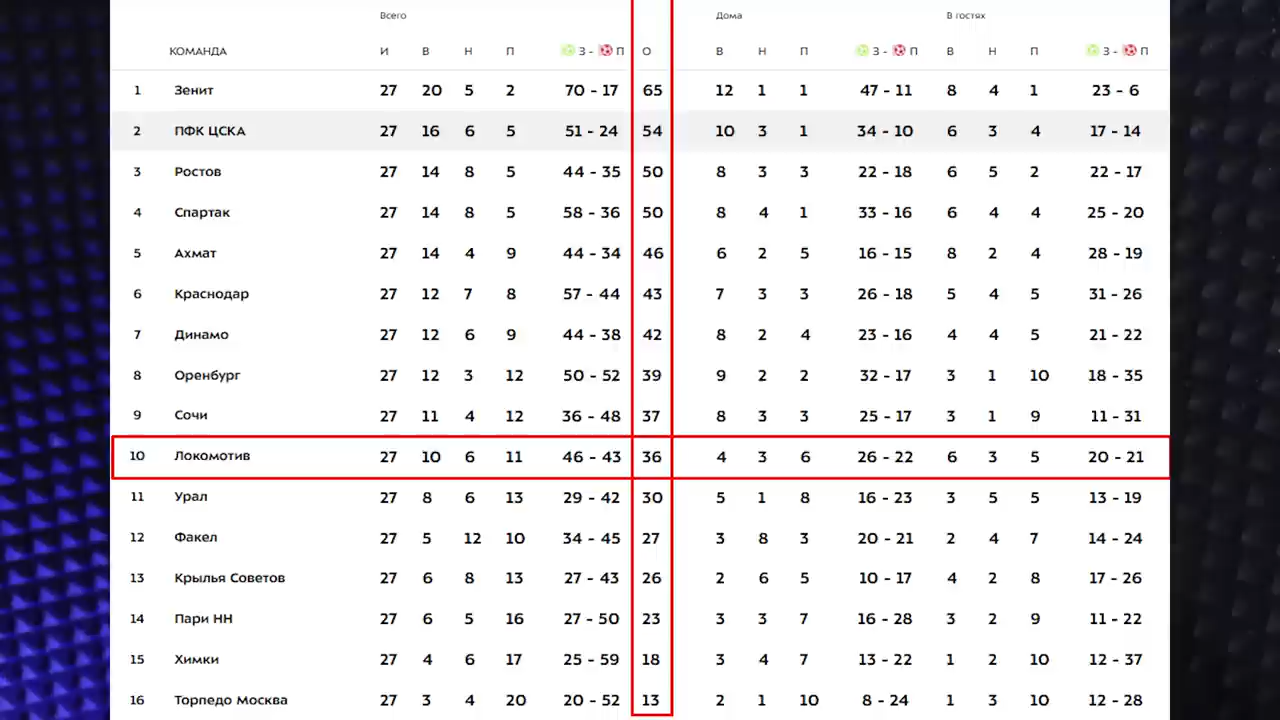 Всего Дома В гостях
КОМАНДА И В Н П З - П О В Н П З - П В Н П З - П
1 Зенит 27 20 5 2 70 - 17 65 12 1 1 47 - 11 8 4 1 23 - 6
2 ПФК ЦСКА 27 16 6 5 51 - 24 54 10 3 1 34 - 10 6 3 4 17 - 14
3 Ростов 27 14 8 5 44 - 35 50 8 3 3 22 - 18 6 5 2 22 - 17
4 Спартак 27 14 8 5 58 - 36 50 8 4 1 33 - 16 6 4 4 25 - 20
5 Ахмат 27 14 4 9 44 - 34 46 6 2 5 16 - 15 8 2 4 28 - 19
6 Краснодар 27 12 7 8 57 - 44 43 7 3 3 26 - 18 5 4 5 31 - 26
7 Динамо 27 12 6 9 44 - 38 42 8 2 4 23 - 16 4 4 5 21 - 22
8 Оренбург 27 12 3 12 50 - 52 39 9 2 2 32 - 17 3 1 10 18 - 35
9 Сочи 27 11 4 12 36 - 48 37 8 3 3 25 - 17 3 1 9 11 - 31
10 Локомотив 27 10 6 11 46 - 43 36 4 3 6 26 - 22 6 3 5 20 - 21
11 Урал 27 8 6 13 29 - 42 30 5 1 8 16 - 23 3 5 5 13 - 19
12 Факел 27 5 12 10 34 - 45 27 3 8 3 20 - 21 2 4 7 14 - 24
13 Крылья Советов 27 6 8 13 27 - 43 26 2 6 5 10 - 17 4 2 8 17 - 26
14 Пари НН 27 6 5 16 27 - 50 23 3 3 7 16 - 28 3 2 9 11 - 22
15 Химки 27 4 6 17 25 - 59 18 3 4 7 13 - 22 1 2 10 12 - 37
16 Торпедо Москва 27 3 4 20 20 - 52 13 2 1 10 8 - 24 1 3 10 12 - 28